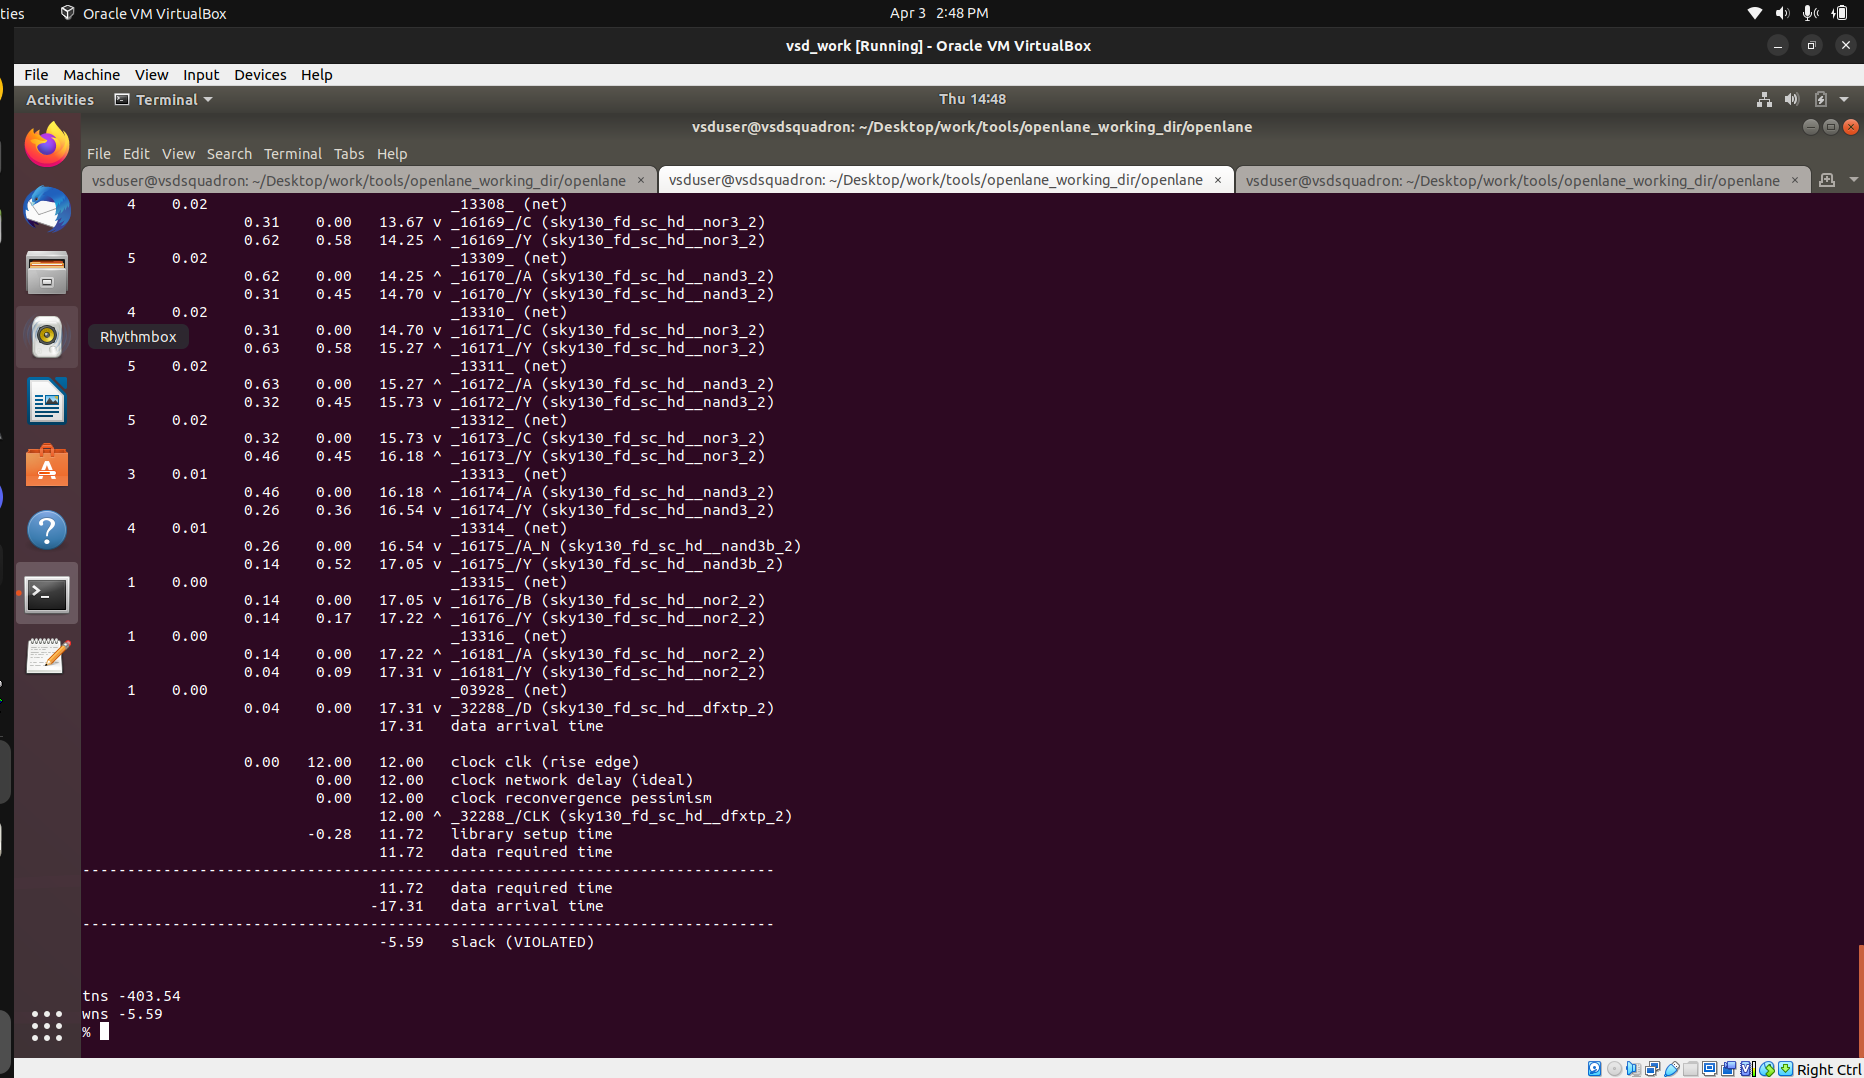 ties Oracle VM VirtualBox Apr 3 2:48 PM
vsd_work [Running] - Oracle VM VirtualBox
File Machine View Input Devices Help
Activities Terminal Thu 14:48
vsduser@vsdsquadron: ~/Desktop/work/tools/openlane_working_dir/openlane
File Edit View Search Terminal Tabs Help
vsduser@vsdsquadron: ~/Desktop/work/tools/openlane_working_dir/openlane × vsduser@vsdsquadron: ~/Desktop/work/tools/openlane_working_dir/openlane × vsduser@vsdsquadron: ~/Desktop/work/tools/openlane_working_dir/openlane ×
4 0.02 _13308_ (net)
0.31 0.00 13.67 v _16169_/C (sky130_fd_sc_hd__nor3_2)
0.62 0.58 14.25 ^ _16169_/Y (sky130_fd_sc_hd__nor3_2)
5 0.02 _13309_ (net)
0.62 0.00 14.25 ^ _16170_/A (sky130_fd_sc_hd__nand3_2)
0.31 0.45 14.70 v _16170_/Y (sky130_fd_sc_hd__nand3_2)
4 0.02 _13310_ (net)
0.31 0.00 14.70 v _16171_/C (sky130_fd_sc_hd__nor3_2)
Rhythmbox
0.63 0.58 15.27 ^ _16171_/Y (sky130_fd_sc_hd__nor3_2)
5 0.02 _13311_ (net)
0.63 0.00 15.27 ^ _16172_/A (sky130_fd_sc_hd__nand3_2)
0.32 0.45 15.73 v _16172_/Y (sky130_fd_sc_hd__nand3_2)
5 0.02 _13312_ (net)
0.32 0.00 15.73 v _16173_/C (sky130_fd_sc_hd__nor3_2)
0.46 0.45 16.18 ^ _16173_/Y (sky130_fd_sc_hd__nor3_2)
3 0.01 _13313_ (net)
0.46 0.00 16.18 ^ _16174_/A (sky130_fd_sc_hd__nand3_2)
0.26 0.36 16.54 v _16174_/Y (sky130_fd_sc_hd__nand3_2)
4 0.01 _13314_ (net)
0.26 0.00 16.54 v _16175_/A_N (sky130_fd_sc_hd__nand3b_2)
0.14 0.52 17.05 v _16175_/Y (sky130_fd_sc_hd__nand3b_2)
1 0.00 _13315_ (net)
0.14 0.00 17.05 v _16176_/B (sky130_fd_sc_hd__nor2_2)
0.14 0.17 17.22 ^ _16176_/Y (sky130_fd_sc_hd__nor2_2)
1 0.00 _13316_ (net)
0.14 0.00 17.22 ^ _16181_/A (sky130_fd_sc_hd__nor2_2)
0.04 0.09 17.31 v _16181_/Y (sky130_fd_sc_hd__nor2_2)
1 0.00 _03928_ (net)
0.04 0.00 17.31 v _32288_/D (sky130_fd_sc_hd__dfxtp_2)
17.31 data arrival time
0.00 12.00 12.00 clock clk (rise edge)
0.00 12.00 clock network delay (ideal)
0.00 12.00 clock reconvergence pessimism
12.00 ^ _32288_/CLK (sky130_fd_sc_hd__dfxtp_2)
-0.28 11.72 library setup time
11.72 data required time
-----------------------------------------------------------------------------
11.72 data required time
-17.31 data arrival time
-----------------------------------------------------------------------------
-5.59 slack (VIOLATED)
tns -403.54
wns -5.59
%
Right Ctrl